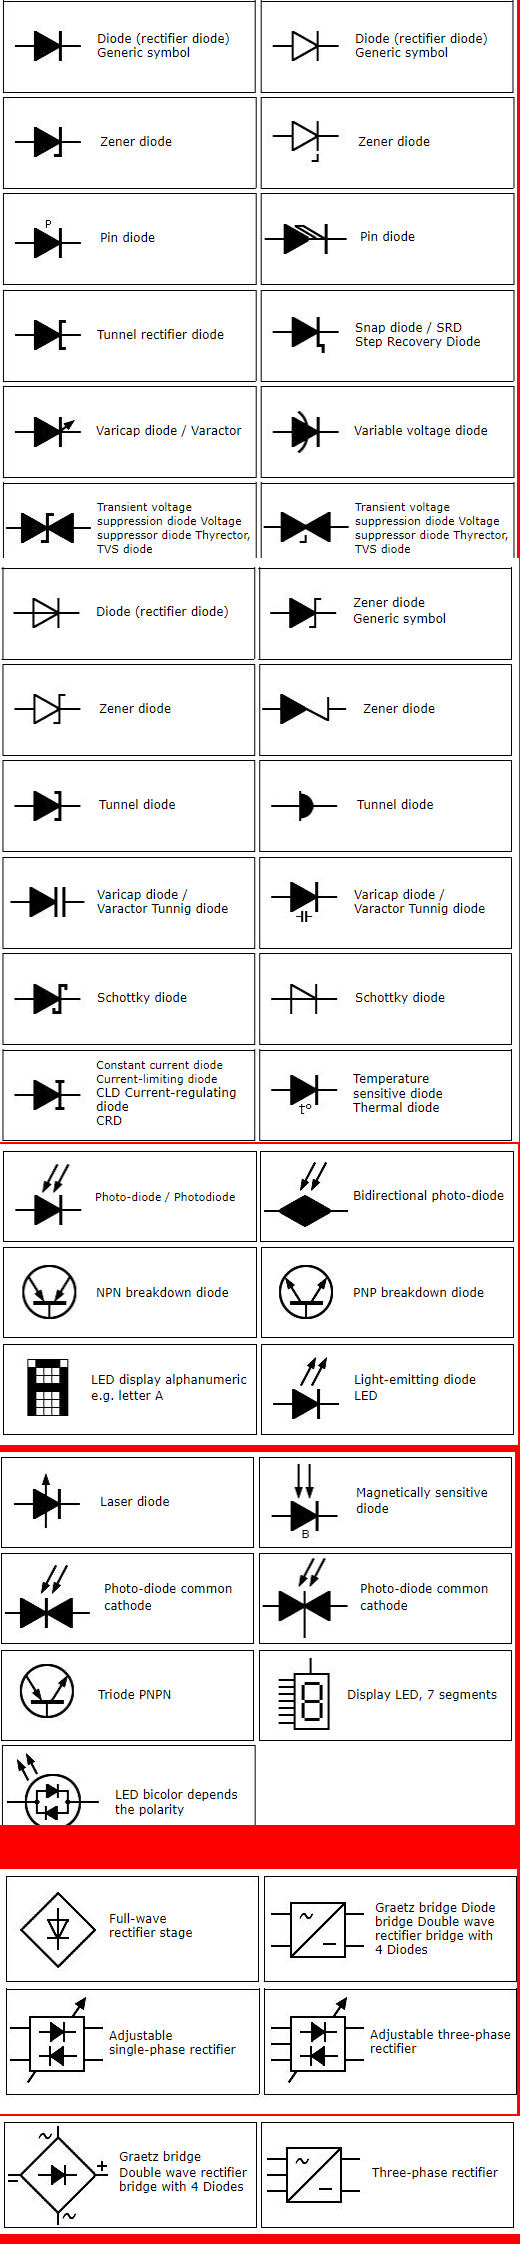 Diode (rectifier diode)
Generic symbol
Diode (rectifier diode)
Generic symbol
Zener diode
Zener diode
P
Pin diode
Pin diode
Tunnel rectifier diode
Snap diode / SRD
Step Recovery Diode
Varicap diode / Varactor
Variable voltage diode
Transient voltage
suppression diode Voltage
suppressor diode Thyrector,
TVS diode
Transient voltage
suppression diode Voltage
suppressor diode Thyrector,
TVS diode
Diode (rectifier diode)
Zener diode
Generic symbol
Zener diode
Zener diode
Tunnel diode
Tunnel diode
Varicap diode /
Varactor Tunnig diode
Varicap diode /
Varactor Tunnig diode
Schottky diode
Schottky diode
Constant current diode
Current-limiting diode
CLD Current-regulating
diode
CRD
Temperature
sensitive diode
Thermal diode
t°
Photo-diode / Photodiode
Bidirectional photo-diode
NPN breakdown diode
PNP breakdown diode
LED display alphanumeric
e.g. letter A
Light-emitting diode
LED
Laser diode
Magnetically sensitive
diode
B
Photo-diode common
cathode
Photo-diode common
cathode
Triode PNPN
Display LED, 7 segments
LED bicolor depends
the polarity
Full-wave
rectifier stage
~
–
Graetz bridge Diode
bridge Double wave
rectifier bridge with
4 Diodes
Adjustable
single-phase rectifier
Adjustable three-phase
rectifier
~
+
=
~
Graetz bridge
Double wave rectifier
bridge with 4 Diodes
~
–
Three-phase rectifier